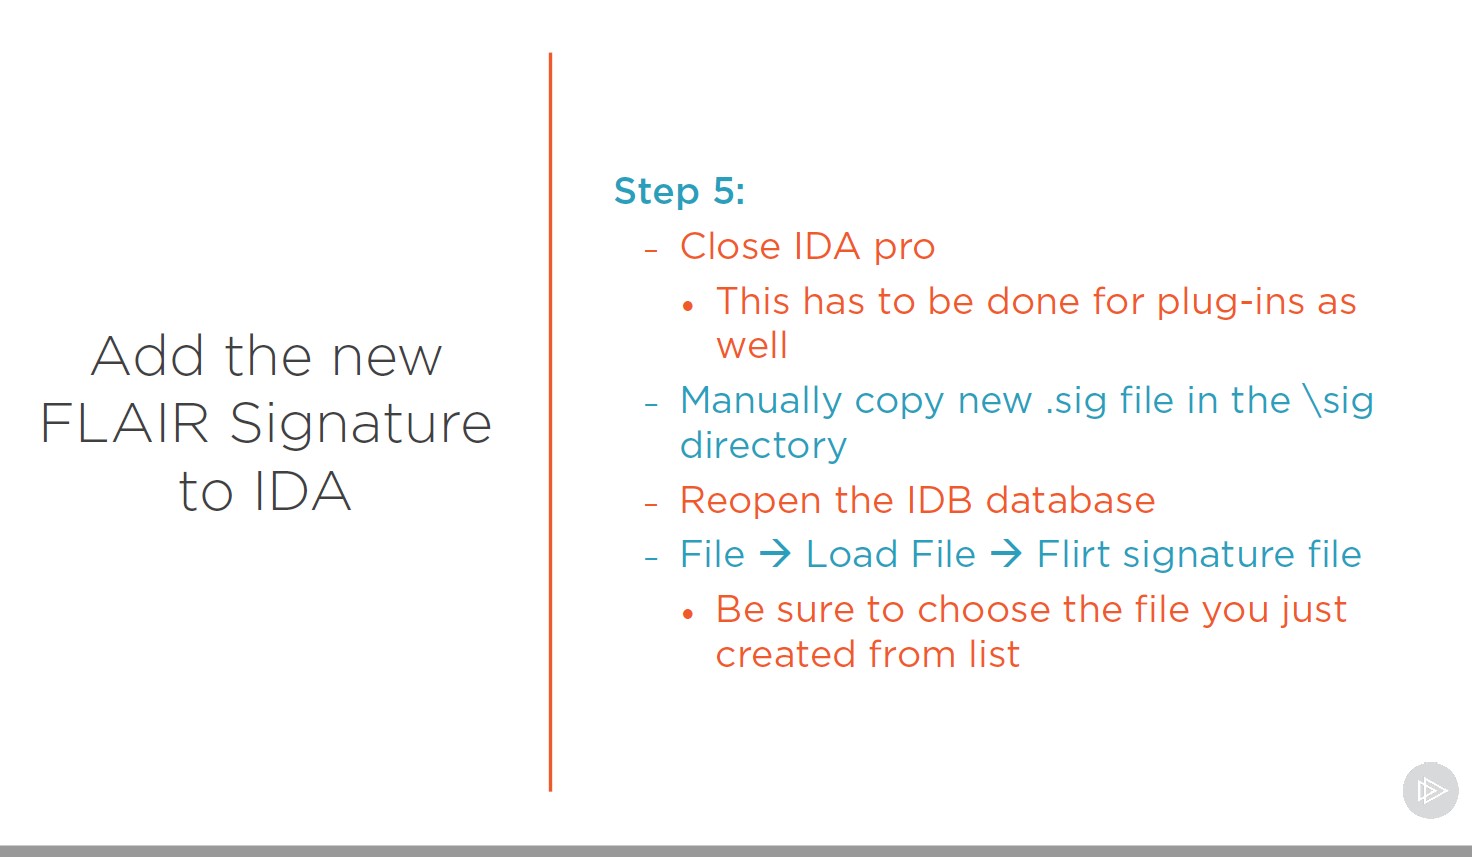 Add the new
FLAIR Signature
to IDA
Step 5:
- Close IDA pro
• This has to be done for plug-ins as
well
- Manually copy new .sig file in the \sig
directory
- Reopen the IDB database
- File → Load File → Flirt signature file
• Be sure to choose the file you just
created from list